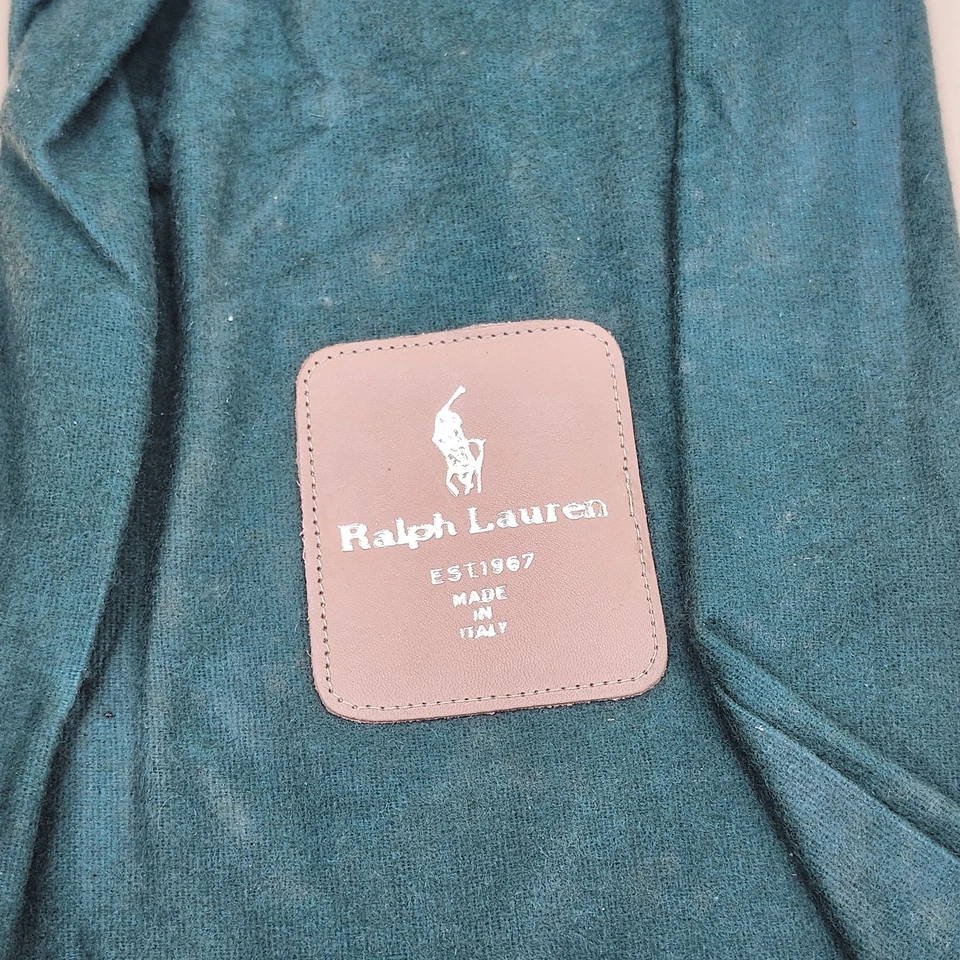 Ralph Lauren
EST.1967
MADE
IN
ITALY